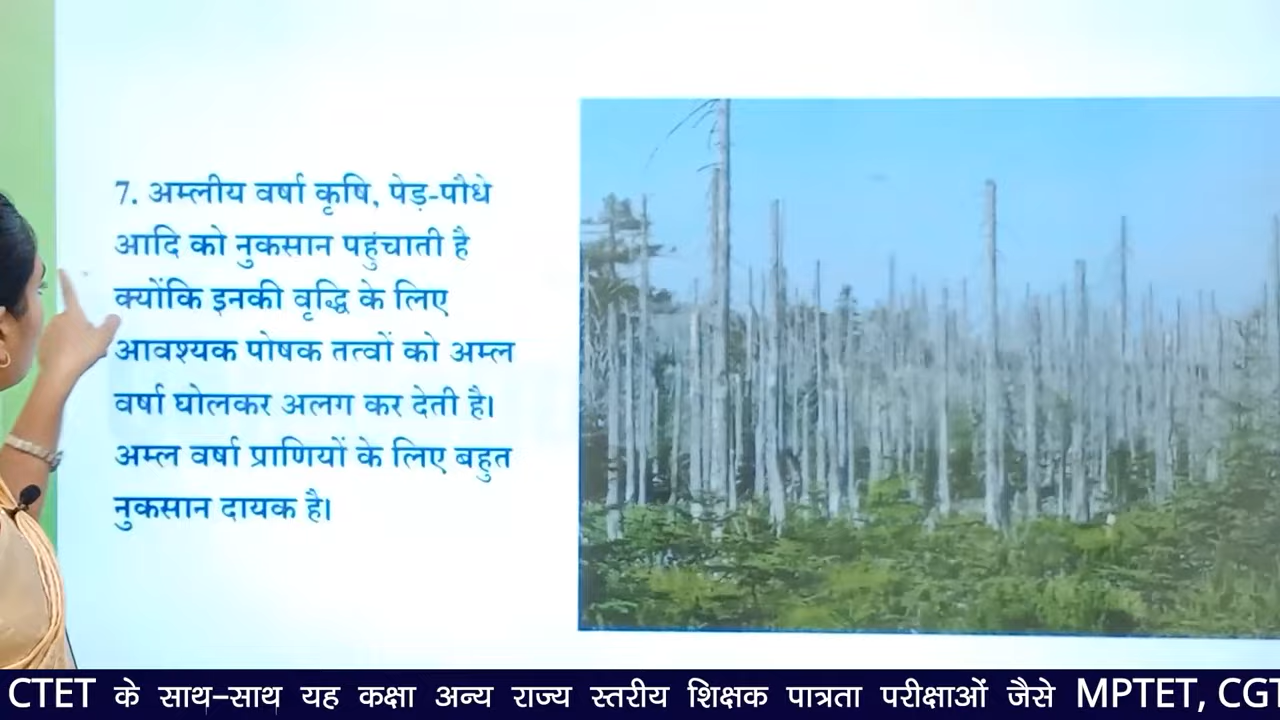 7. अम्लीय वर्षा कृषि, पेड़-पौधे
आदि को नुकसान पहुंचाती है
क्योंकि इनकी वृद्धि के लिए
आवश्यक पोषक तत्वों को अम्ल
वर्षा घोलकर अलग कर देती है।
अम्ल वर्षा प्राणियों के लिए बहुत
नुकसान दायक है।
CTET के साथ–साथ यह कक्षा अन्य राज्य स्तरीय शिक्षक पात्रता परीक्षाओं जैसे MPTET, CGT